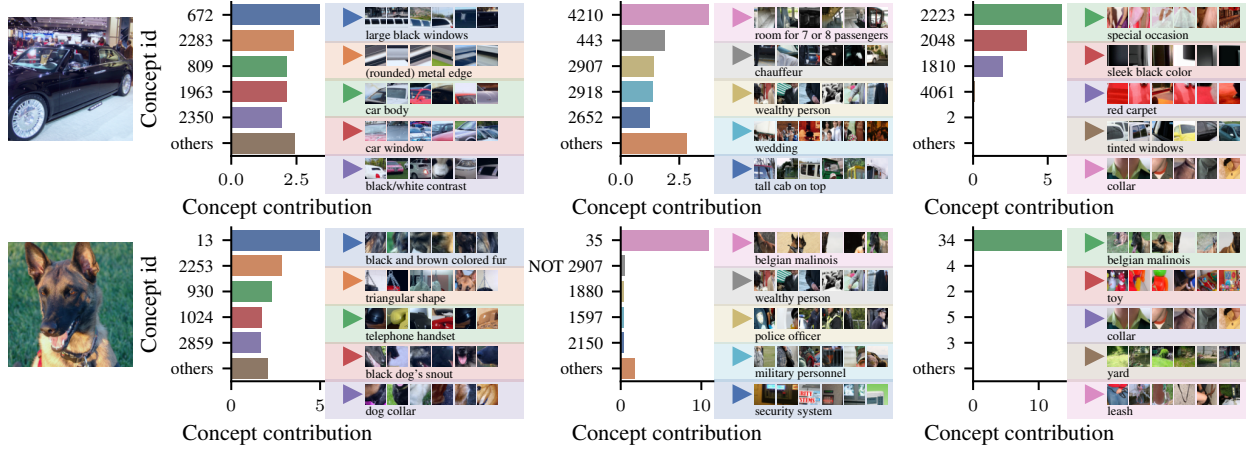 Concept id
672
2283
809
1963
2350
others
0.0
2.5
Concept contribution
large black windows
(rounded) metal edge
car body
car window
black/white contrast
4210
443
2907
2918
2652
others
0.0
2.5
Concept contribution
room for 7 or 8 passengers
chauffeur
wealthy person
wedding
tall cab on top
2223
2048
1810
4061
2
others
0
5
Concept contribution
special occasion
sleek black color
red carpet
tinted windows
collar
Concept id
13
2253
930
1024
2859
others
0
5
Concept contribution
black and brown colored fur
triangular shape
telephone handset
black dog's snout
dog collar
35
NOT 2907
1880
1597
2150
others
0
10
Concept contribution
belgian malinois
wealthy person
police officer
military personnel
security system
34
4
2
5
3
others
0
10
Concept contribution
belgian malinois
toy
collar
yard
leash